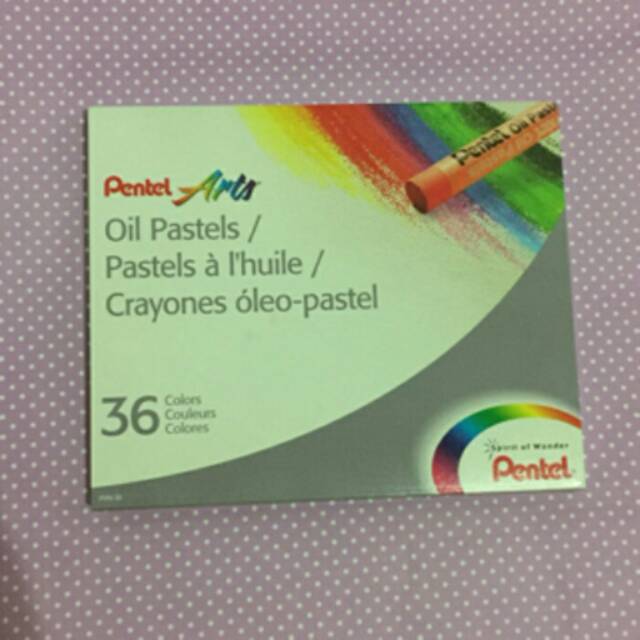 Pentel Oil Past
Pentel Arts
Oil Pastels /
Pastels à l'huile /
Crayones óleo-pastel
36
Colors
Couleurs
Colores
Spirit of Wonder
Pentel